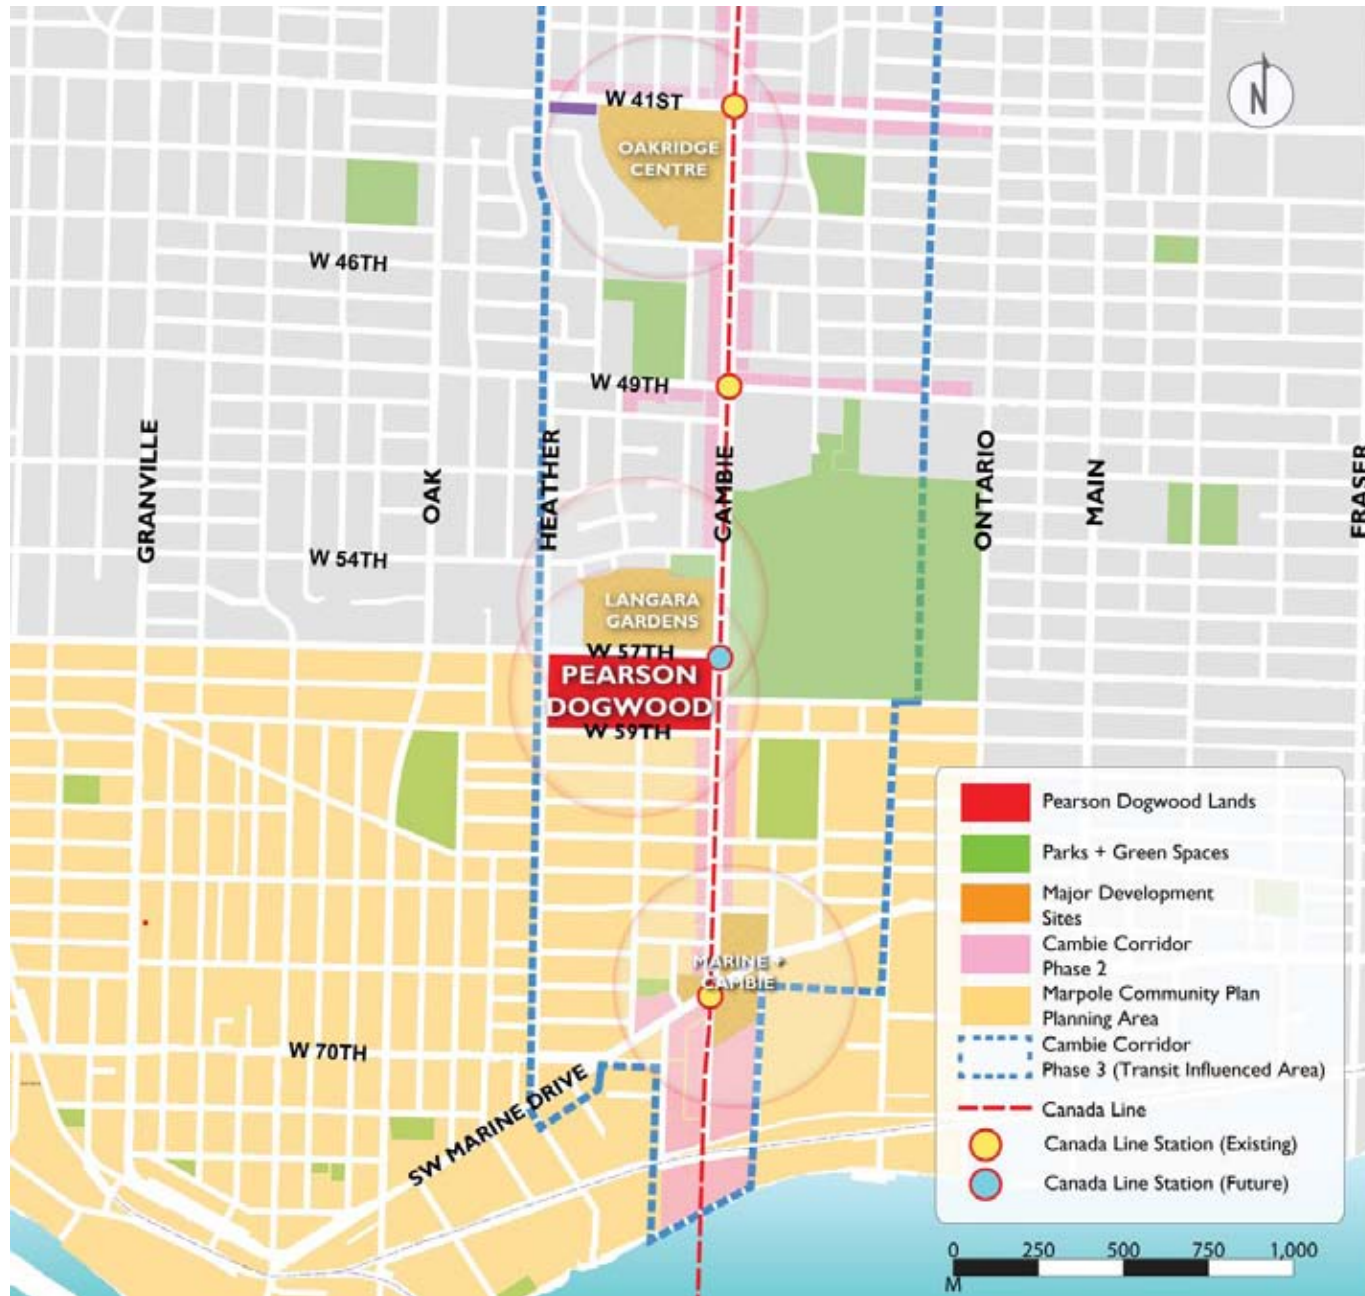 W 41ST
N
OAKRIDGE
CENTRE
W 46TH
W 49TH
GRANVILLE
OAK
HEATHER
CAMBIE
ONTARIO
MAIN
FRASER
W 54TH
LANGARA
GARDENS
W 57TH
PEARSON
DOGWOOD
W 59TH
MARINE +
CAMBIE
W 70TH
SW MARINE DRIVE
Pearson Dogwood Lands
Parks + Green Spaces
Major Development
Sites
Cambie Corridor
Phase 2
Marpole Community Plan
Planning Area
Cambie Corridor
Phase 3 (Transit Influenced Area)
Canada Line
Canada Line Station (Existing)
Canada Line Station (Future)
0 250 500 750 1,000
M